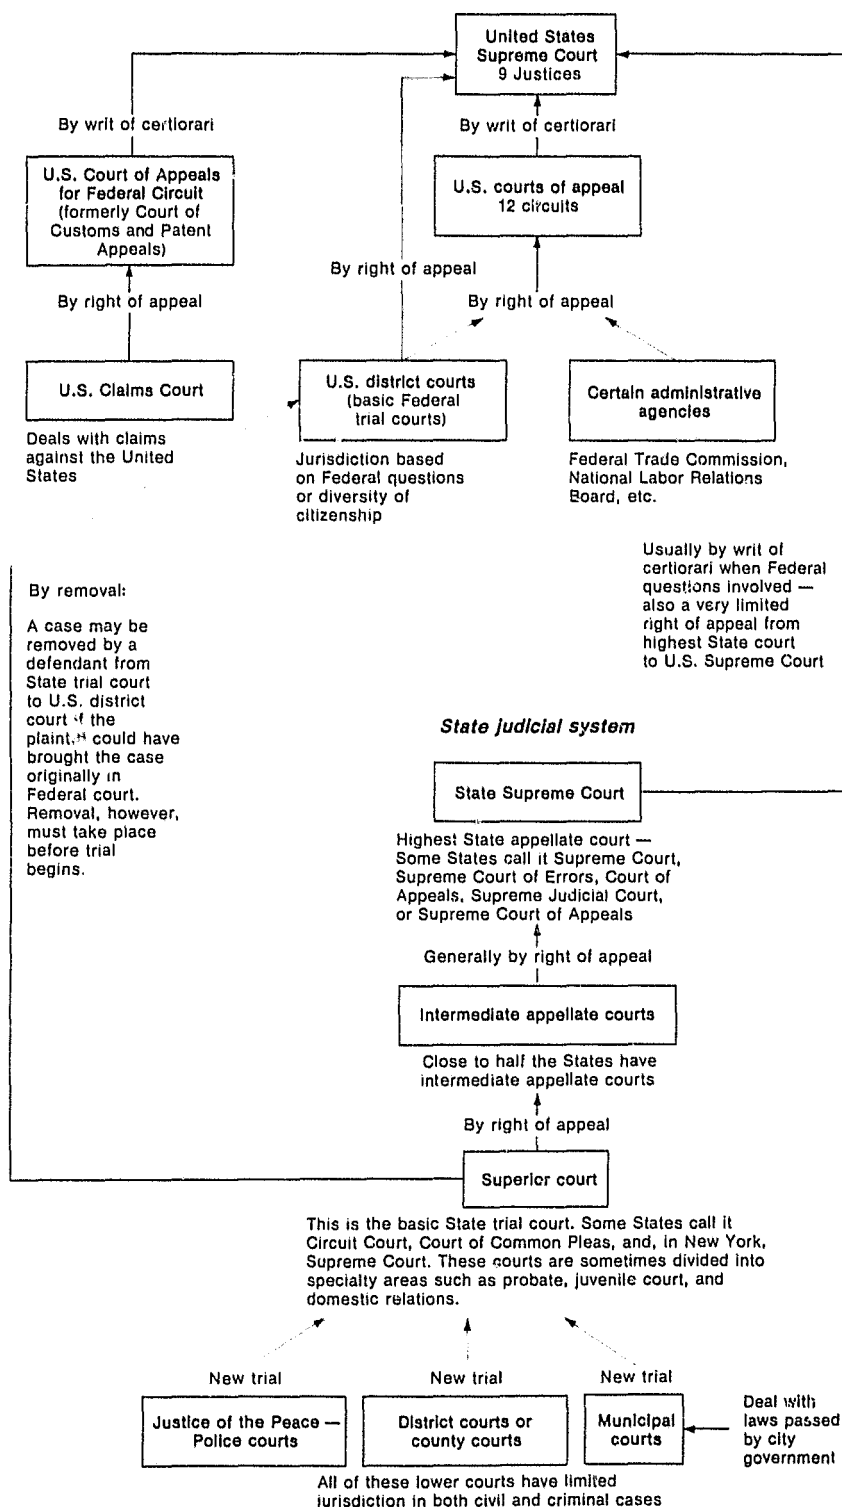 United States
Supreme Court
9 Justices
By writ of certiorari
By writ of certiorari
U.S. Court of Appeals
for Federal Circuit
(formerly Court of
Customs and Patent
Appeals)
U.S. courts of appeal
12 circuits
By right of appeal
By right of appeal
By right of appeal
U.S. Claims Court
Deals with claims
against the United
States
U.S. district courts
(basic Federal
trial courts)
Jurisdiction based
on Federal questions
or diversity of
citizenship
Certain administrative
agencies
Federal Trade Commission,
National Labor Relations
Board, etc.
Usually by writ of
certiorari when Federal
questions involved —
also a very limited
right of appeal from
highest State court
to U.S. Supreme Court
By removal:
A case may be
removed by a
defendant from
State trial court
to U.S. district
court if the
plaintiff could have
brought the case
originally in
Federal court.
Removal, however,
must take place
before trial
begins.
State judicial system
State Supreme Court
Highest State appellate court —
Some States call it Supreme Court,
Supreme Court of Errors, Court of
Appeals, Supreme Judicial Court,
or Supreme Court of Appeals
Generally by right of appeal
Intermediate appellate courts
Close to half the States have
intermediate appellate courts
By right of appeal
Superior court
This is the basic State trial court. Some States call it
Circuit Court, Court of Common Pleas, and, in New York,
Supreme Court. These courts are sometimes divided into
specialty areas such as probate, juvenile court, and
domestic relations.
New trial
New trial
New trial
Justice of the Peace —
Police courts
District courts or
county courts
Municipal
courts
Deal with
laws passed
by city
government
All of these lower courts have limited
jurisdiction in both civil and criminal cases